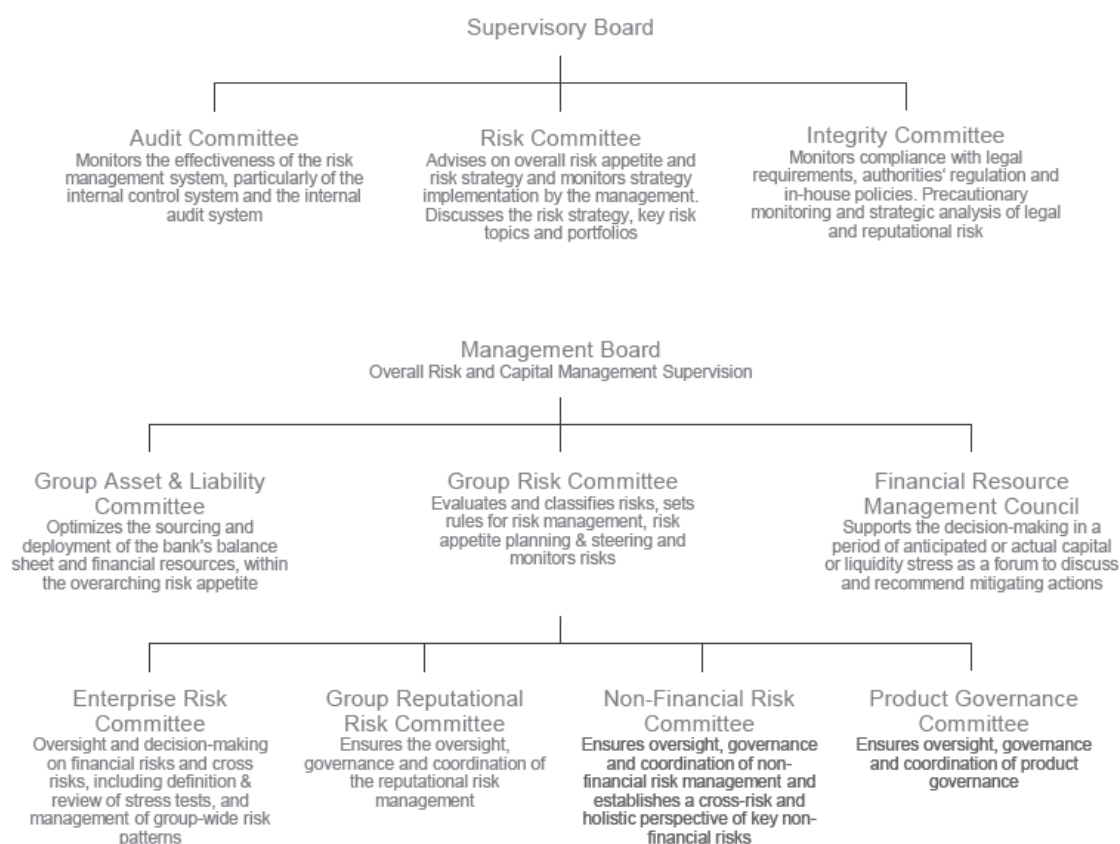 Supervisory Board
Audit Committee
Monitors the effectiveness of the risk
management system, particularly of the
internal control system and the internal
audit system
Risk Committee
Advises on overall risk appetite and
risk strategy and monitors strategy
implementation by the management.
Discusses the risk strategy, key risk
topics and portfolios
Integrity Committee
Monitors compliance with legal
requirements, authorities' regulation and
in-house policies. Precautionary
monitoring and strategic analysis of legal
and reputational risk
Management Board
Overall Risk and Capital Management Supervision
Group Asset & Liability
Committee
Optimizes the sourcing and
deployment of the bank's balance
sheet and financial resources, within
the overarching risk appetite
Group Risk Committee
Evaluates and classifies risks, sets
rules for risk management, risk
appetite planning & steering and
monitors risks
Financial Resource
Management Council
Supports the decision-making in a
period of anticipated or actual capital
or liquidity stress as a forum to discuss
and recommend mitigating actions
Enterprise Risk
Committee
Oversight and decision-making
on financial risks and cross
risks, including definition &
review of stress tests, and
management of group-wide risk
patterns
Group Reputational
Risk Committee
Ensures the oversight,
governance and coordination of
the reputational risk
management
Non-Financial Risk
Committee
Ensures oversight, governance
and coordination of non-
financial risk management and
establishes a cross-risk and
holistic perspective of key non-
financial risks
Product Governance
Committee
Ensures oversight, governance
and coordination of product
governance